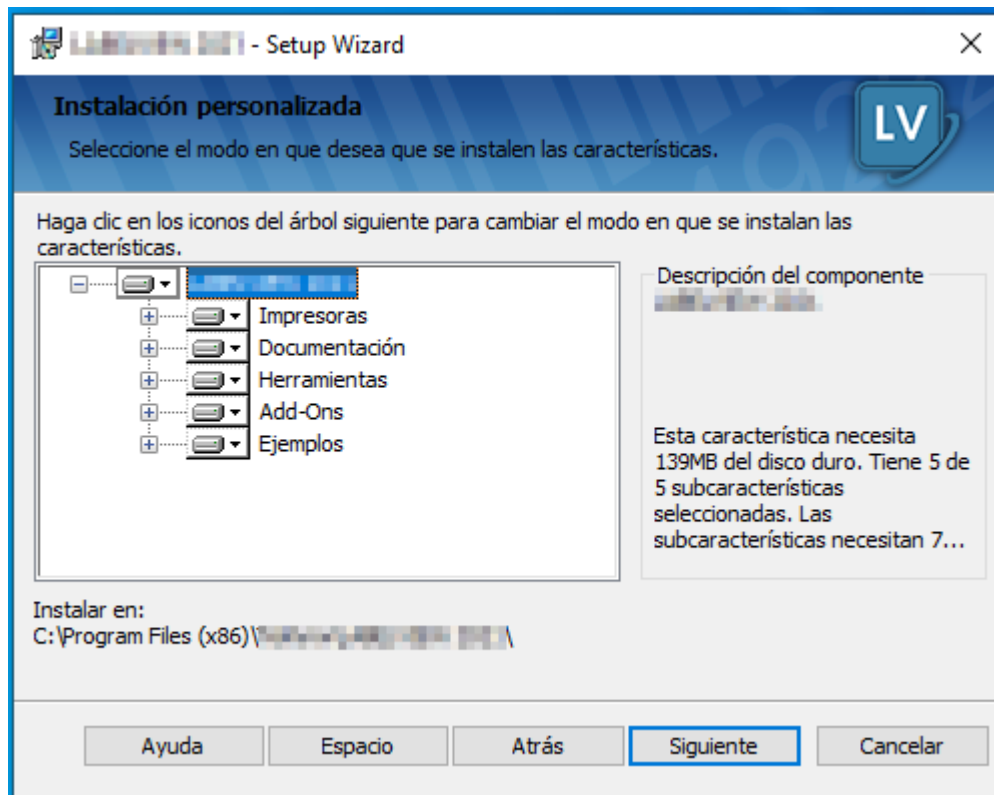 - Setup Wizard
Instalación personalizada
Seleccione el modo en que desea que se instalen las características.
LV
Haga clic en los iconos del árbol siguiente para cambiar el modo en que se instalan las
características.
Impresoras
Documentación
Herramientas
Add-Ons
Ejemplos
Descripción del componente
Esta característica necesita
139MB del disco duro. Tiene 5 de
5 subcaracterísticas
seleccionadas. Las
subcaracterísticas necesitan 7...
Instalar en:
C:\Program Files (x86)\ \
Ayuda
Espacio
Atrás
Siguiente
Cancelar